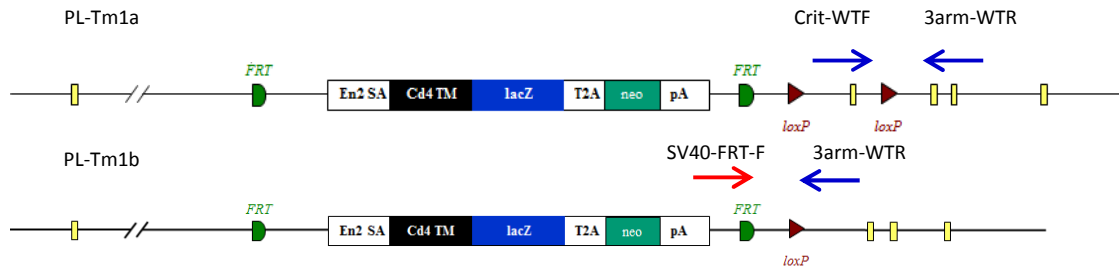 PL-Tm1a
Crit-WTF 3arm-WTR
FRT FRT
En2 SA Cd4 TM lacZ T2A neo pA
loxP loxP
PL-Tm1b
SV40-FRT-F 3arm-WTR
FRT FRT
En2 SA Cd4 TM lacZ T2A neo pA
loxP